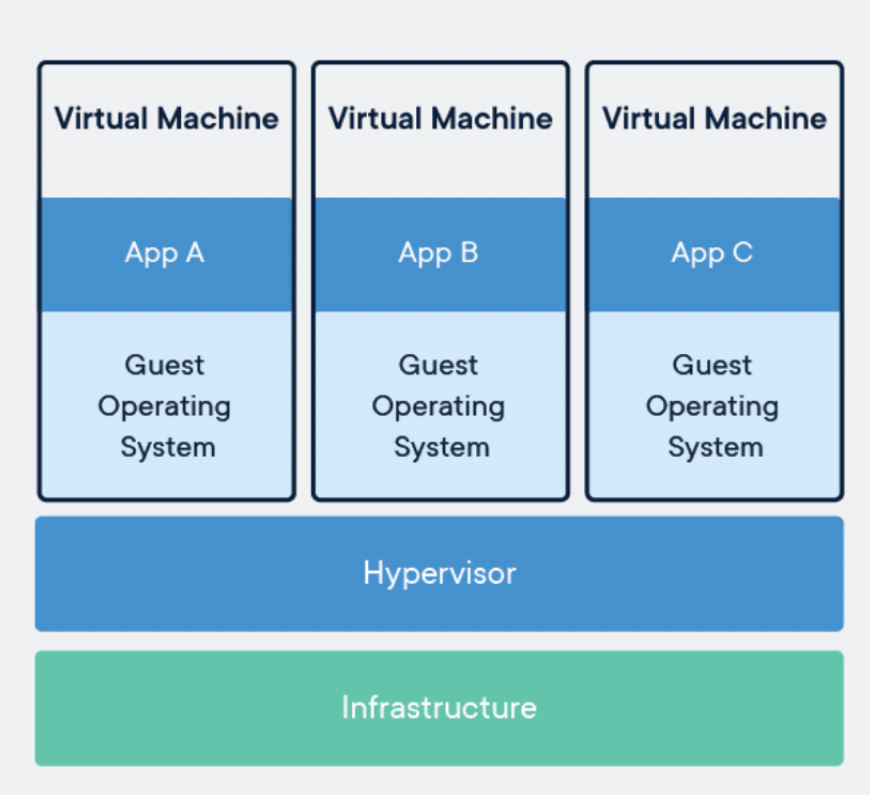 Virtual Machine
App A
Guest
Operating
System
Virtual Machine
App B
Guest
Operating
System
Virtual Machine
App C
Guest
Operating
System
Hypervisor
Infrastructure